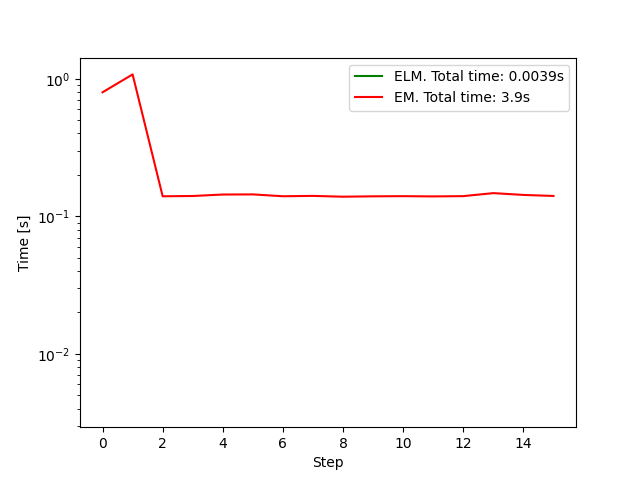 ELM. Total time: 0.0039s
EM. Total time: 3.9s
10⁰
10⁻¹
10⁻²
Time [s]
0 2 4 6 8 10 12 14
Step